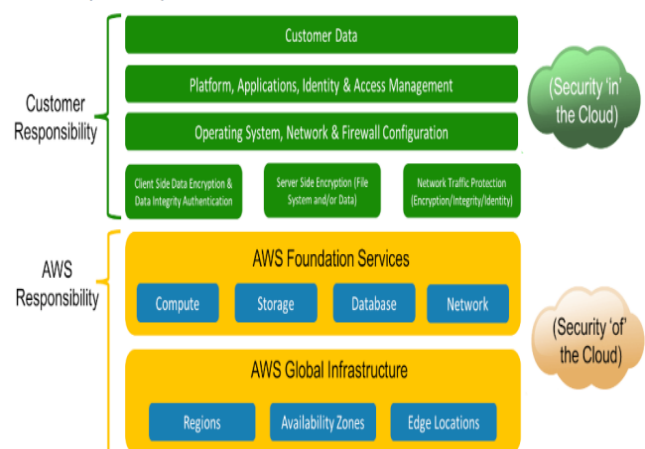 Customer Data
Platform, Applications, Identity & Access Management
Customer
Responsibility
Operating System, Network & Firewall Configuration
(Security 'in'
the Cloud)
Client Side Data Encryption &
Data Integrity Authentication
Server Side Encryption (File
System and/or Data)
Network Traffic Protection
(Encryption/Integrity/Identity)
AWS
Responsibility
AWS Foundation Services
Compute
Storage
Database
Network
(Security 'of'
the Cloud)
AWS Global Infrastructure
Regions
Availability Zones
Edge Locations